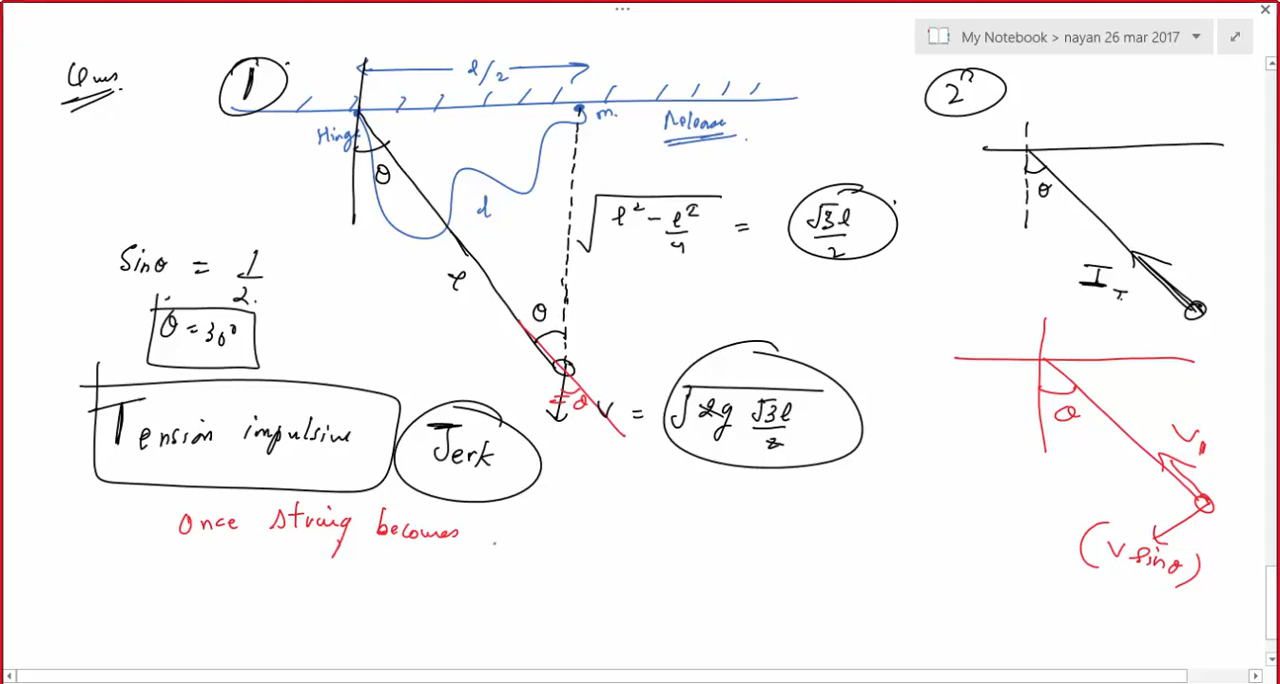 My Notebook > nayan 26 mar 2017
Ques
1
l/2
m.
Release
Hinge
θ
l
√l² - l²/4 = √3l/2
Sinθ = 1/2.
θ = 30°
l
θ
θ
V = √2g √3l/2
Tension impulsive
Jerk
once string becomes
2
θ
I_T
θ
V
(V sinθ)